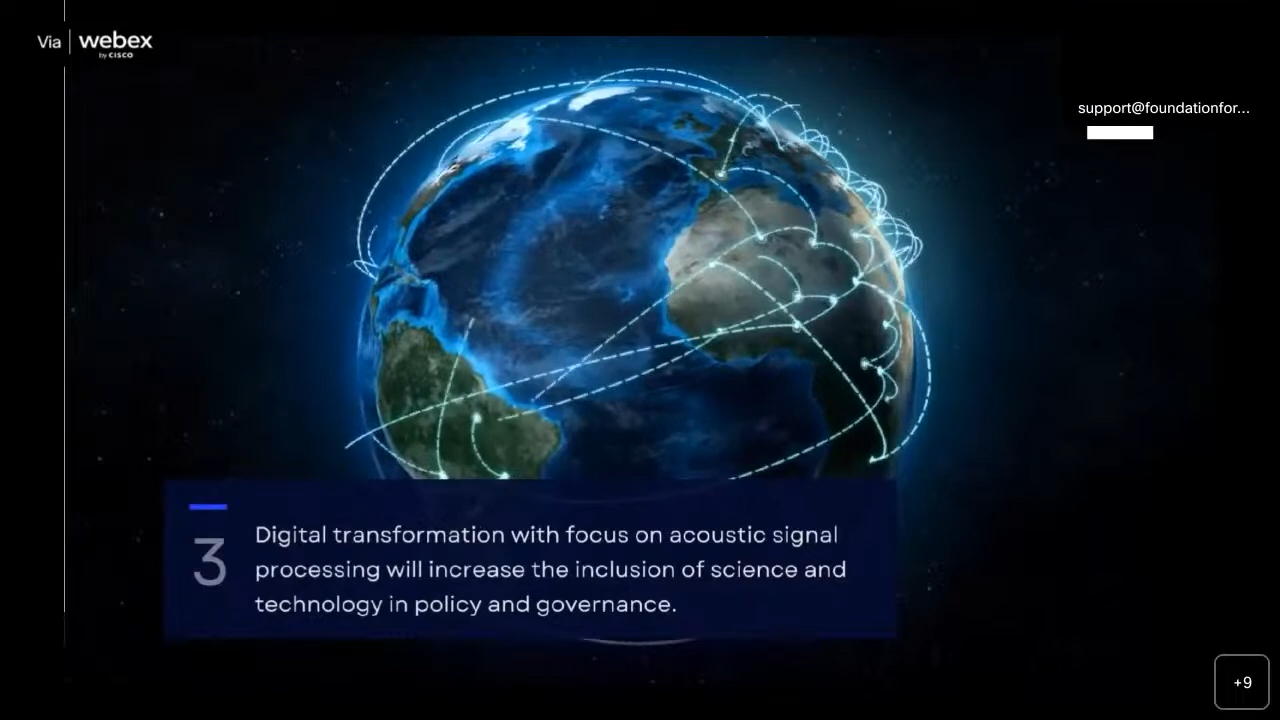 Via | webex
by CISCO
support@foundationfor...
3
Digital transformation with focus on acoustic signal
processing will increase the inclusion of science and
technology in policy and governance.
+9